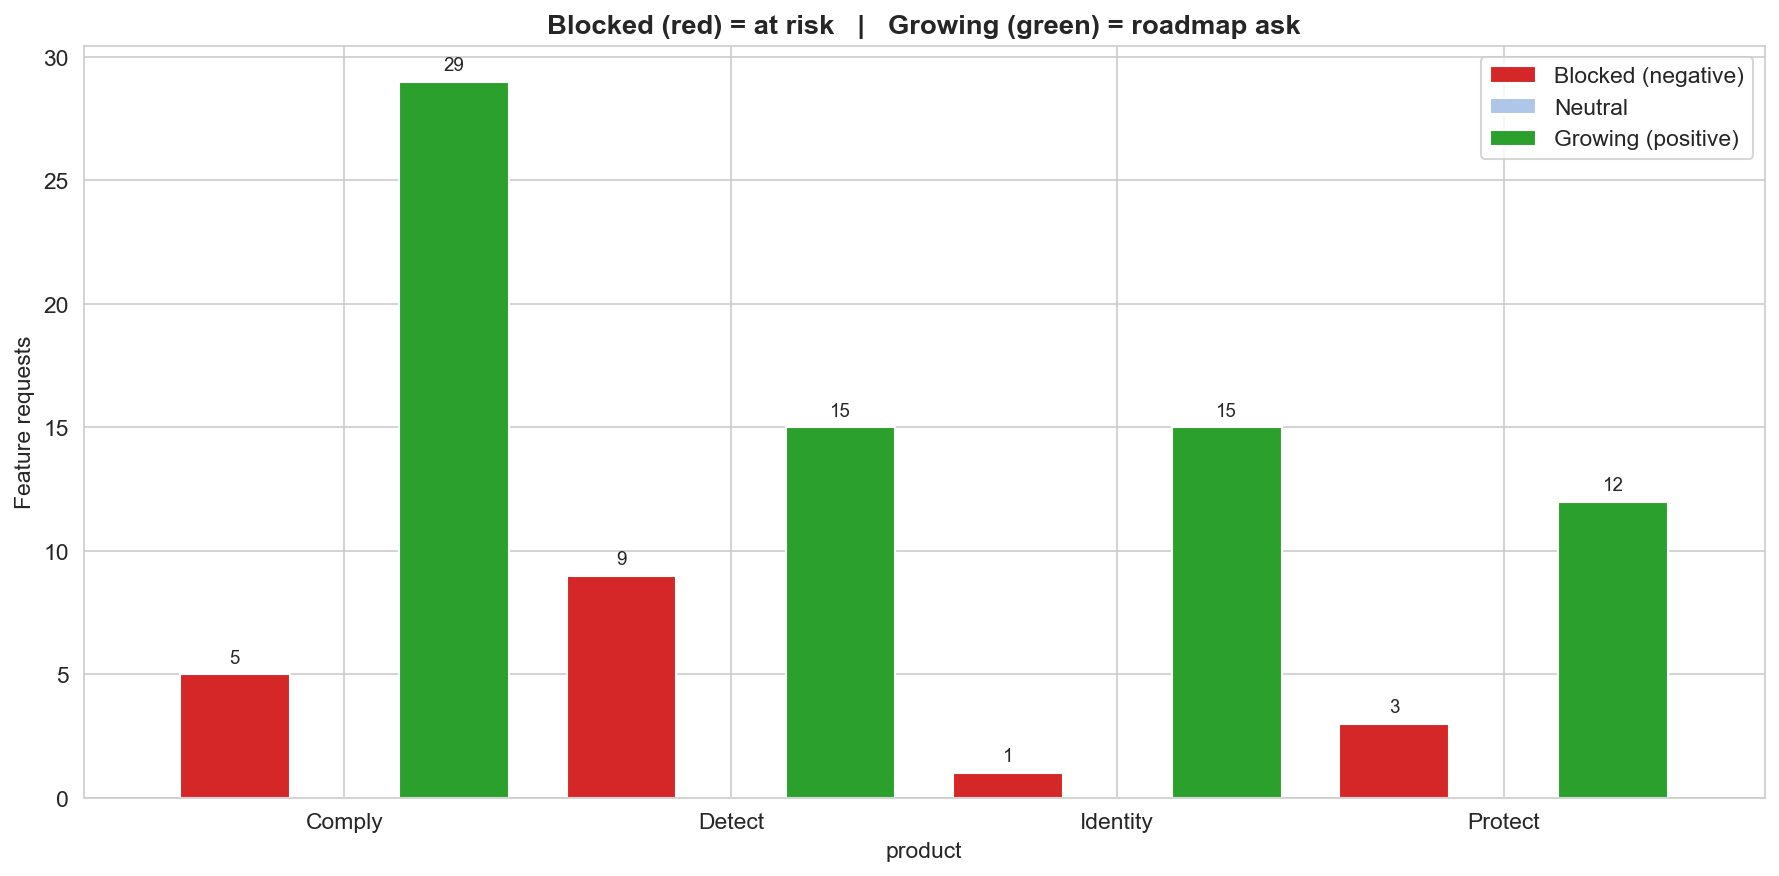 Blocked (red) = at risk | Growing (green) = roadmap ask
30
25
20
15
10
5
0
Feature requests
Blocked (negative)
Neutral
Growing (positive)
5
29
9
15
1
15
3
12
Comply
Detect
Identity
Protect
product